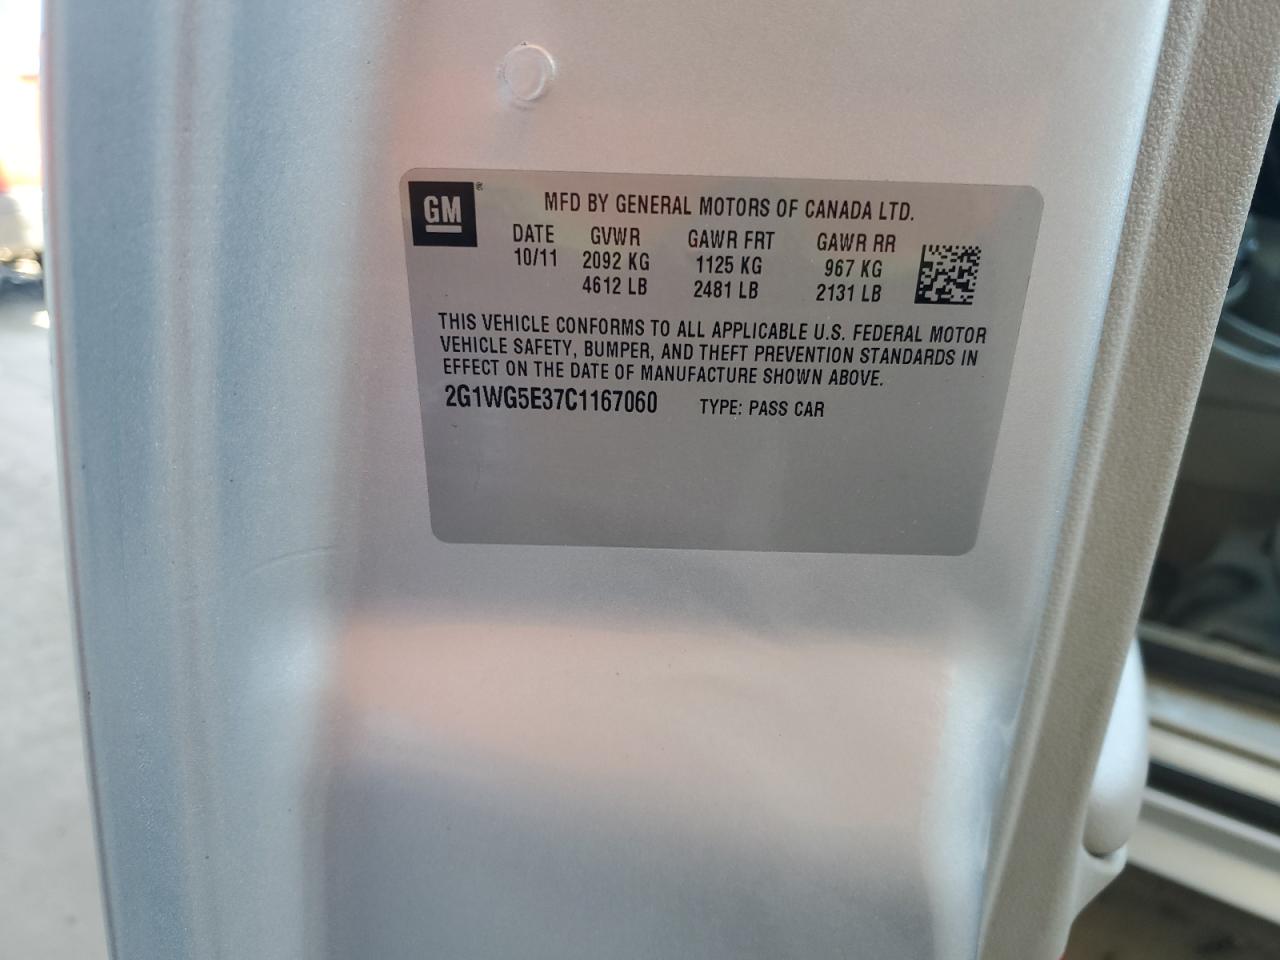 GM®
MFD BY GENERAL MOTORS OF CANADA LTD.
DATE GVWR GAWR FRT GAWR RR
10/11 2092 KG 1125 KG 967 KG
4612 LB 2481 LB 2131 LB
THIS VEHICLE CONFORMS TO ALL APPLICABLE U.S. FEDERAL MOTOR
VEHICLE SAFETY, BUMPER, AND THEFT PREVENTION STANDARDS IN
EFFECT ON THE DATE OF MANUFACTURE SHOWN ABOVE.
2G1WG5E37C1167060 TYPE: PASS CAR